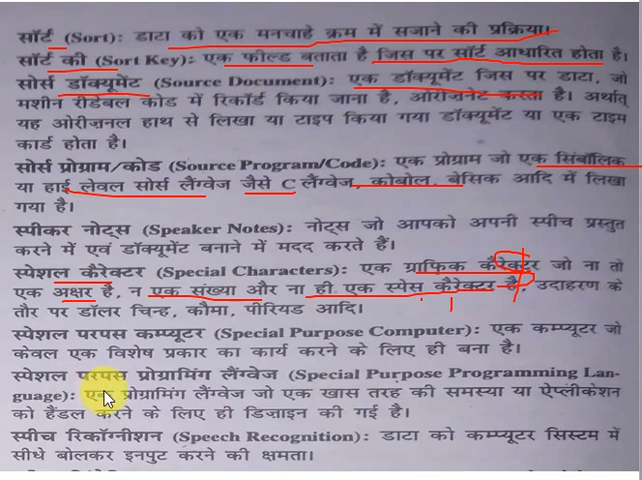 सॉर्ट (Sort): डाटा को एक मनचाहे क्रम में सजाने की प्रक्रिया।
सॉर्ट की (Sort Key): एक फील्ड बताता है जिस पर सॉर्ट आधारित होता है।
सोर्स डॉक्यूमेंट (Source Document): एक डॉक्यूमेंट जिस पर डाटा, जो
मशीन रीडेबल कोड में रिकॉर्ड किया जाना है, ओरीज़नेट करता है। अर्थात्
यह ओरीज़नल हाथ से लिखा या टाइप किया गया डॉक्यूमेंट या एक टाइम
कार्ड होता है।
सोर्स प्रोग्राम/कोड (Source Program/Code): एक प्रोग्राम जो एक सिंबॉलिक
या हाई लेवल सोर्स लैंग्वेज जैसे C लैंग्वेज, कोबोल, बेसिक आदि में लिखा
गया है।
स्पीकर नोट्स (Speaker Notes): नोट्स जो आपको अपनी स्पीच प्रस्तुत
करने में एवं डॉक्यूमेंट बनाने में मदद करते हैं।
स्पेशल कैरेक्टर (Special Characters): एक ग्राफिक कैरेक्टर जो ना तो
एक अक्षर है, न एक संख्या और ना ही एक स्पेस कैरेक्टर है, उदाहरण के
तौर पर डॉलर चिन्ह, कौमा, पीरियड आदि।
स्पेशल परपस कम्प्यूटर (Special Purpose Computer): एक कम्प्यूटर जो
केवल एक विशेष प्रकार का कार्य करने के लिए ही बना है।
स्पेशल परपस प्रोग्रामिंग लैंग्वेज (Special Purpose Programming Lan-
guage): एक प्रोग्रामिंग लैंग्वेज जो एक खास तरह की समस्या या ऐप्लीकेशन
को हैंडल करने के लिए ही डिज़ाइन की गई है।
स्पीच रिकॉग्नीशन (Speech Recognition): डाटा को कम्प्यूटर सिस्टम में
सीधे बोलकर इनपुट करने की क्षमता।